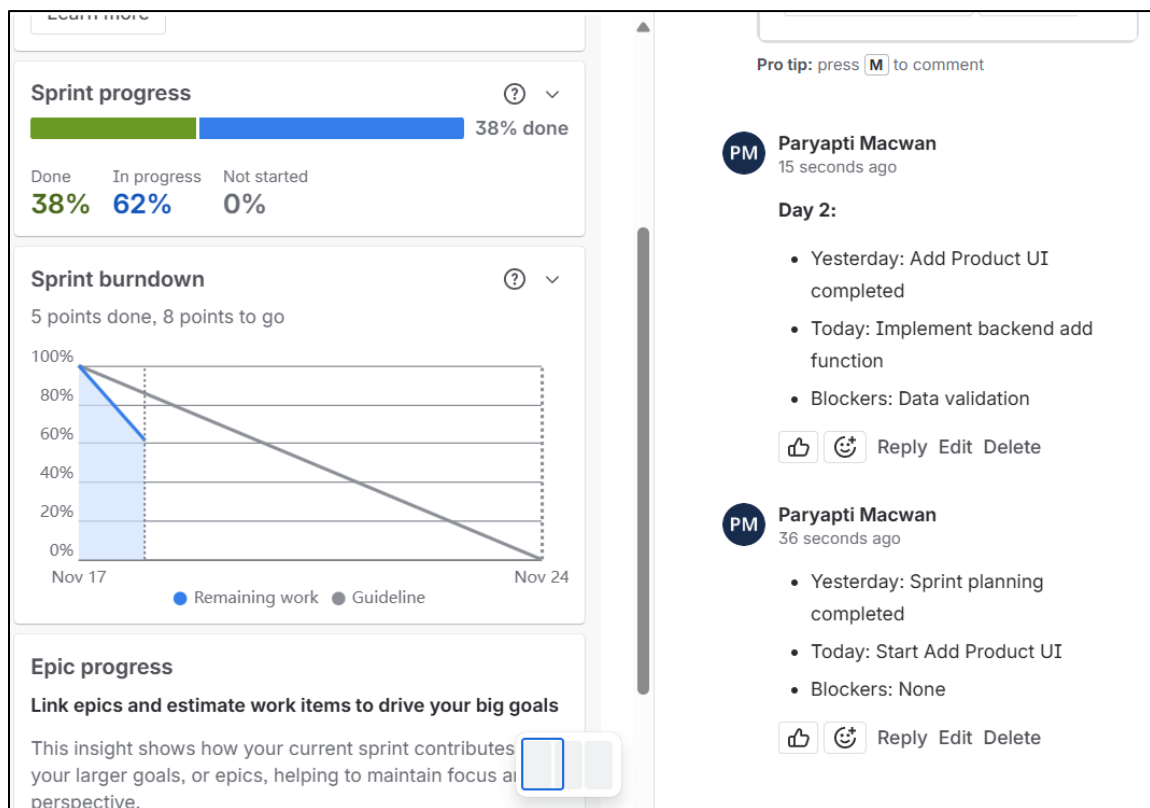 Learn more
Sprint progress
38% done
Done In progress Not started
38% 62% 0%
Sprint burndown
5 points done, 8 points to go
100%
80%
60%
40%
20%
0%
Nov 17 Nov 24
Remaining work Guideline
Epic progress
Link epics and estimate work items to drive your big goals
This insight shows how your current sprint contributes
your larger goals, or epics, helping to maintain focus
perspective.
Pro tip: press M to comment
PM
Paryapti Macwan
15 seconds ago
Day 2:
• Yesterday: Add Product UI
completed
• Today: Implement backend add
function
• Blockers: Data validation
Reply Edit Delete
PM
Paryapti Macwan
36 seconds ago
• Yesterday: Sprint planning
completed
• Today: Start Add Product UI
• Blockers: None
Reply Edit Delete